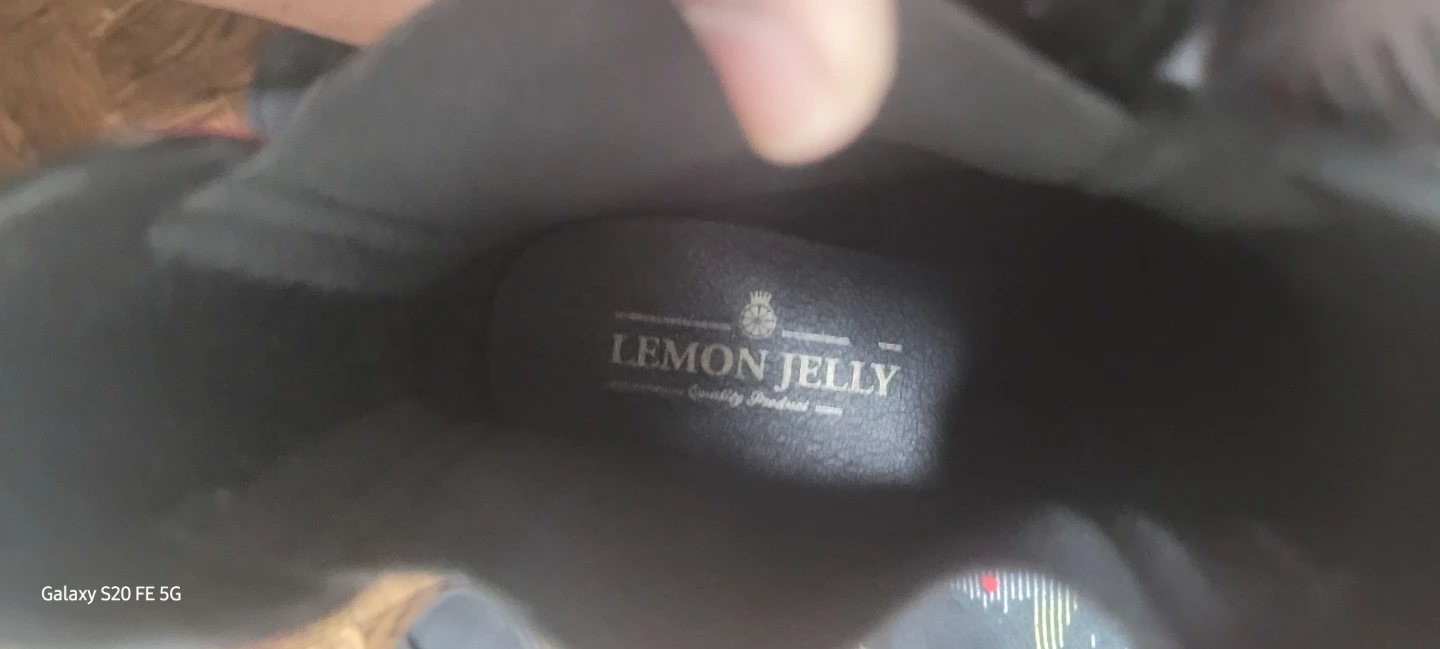 LEMON JELLY
Quality Product
Galaxy S20 FE 5G